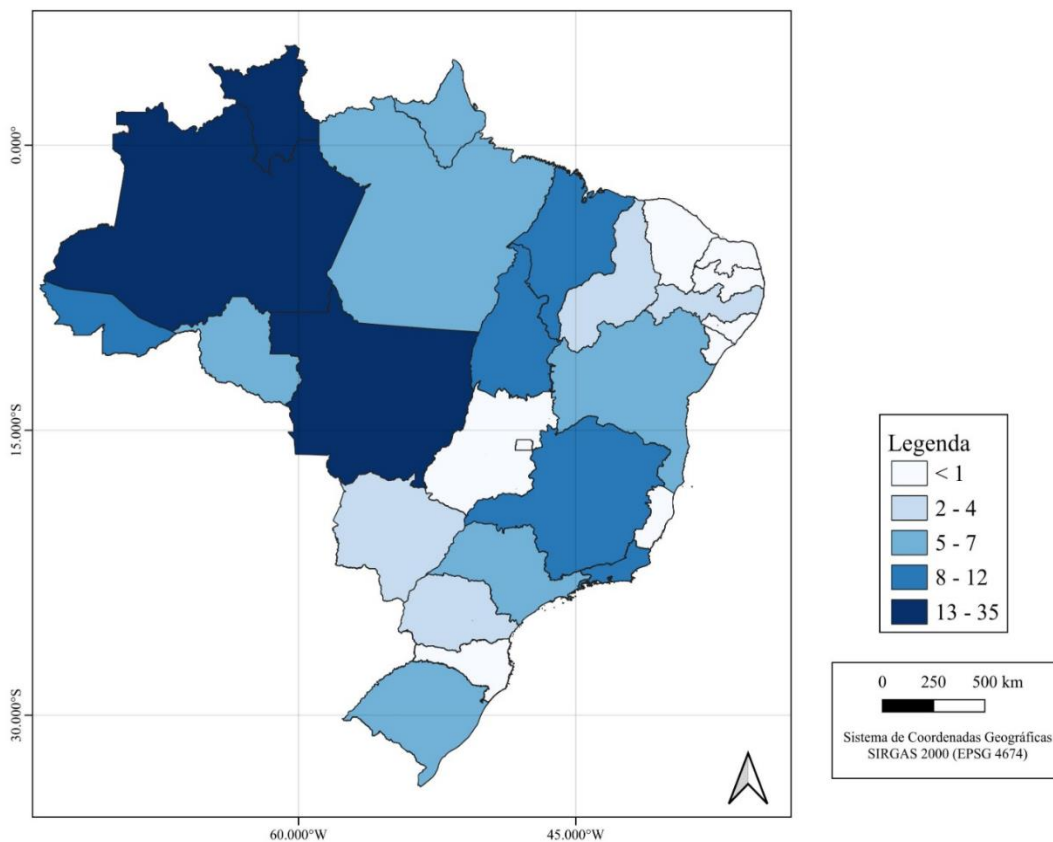 0.000°
15.000°S
30.000°S
60.000°W
45.000°W
Legenda
< 1
2 - 4
5 - 7
8 - 12
13 - 35
0 250 500 km
Sistema de Coordenadas Geográficas
SIRGAS 2000 (EPSG 4674)